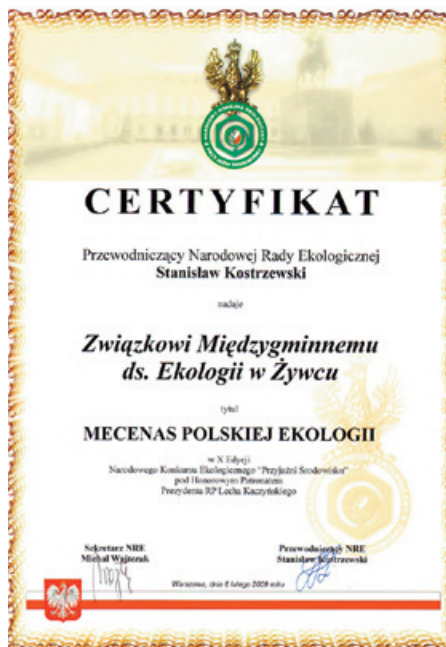 CERTYFIKAT
Przewodniczący Narodowej Rady Ekologicznej
Stanisław Kostrzewski
nadaje
Związkowi Międzygminnemu
ds. Ekologii w Żywcu
tytuł
MECENAS POLSKIEJ EKOLOGII
w X Edycji
Narodowego Konkursu Ekologicznego "Przyjaźni Środowisku"
pod Honorowym Patronatem
Prezydenta RP Lecha Kaczyńskiego
Sekretarz NRE
Michał Wajtczak
Przewodniczący NRE
Stanisław Kostrzewski
Warszawa, dnia 6 lutego 2009 roku